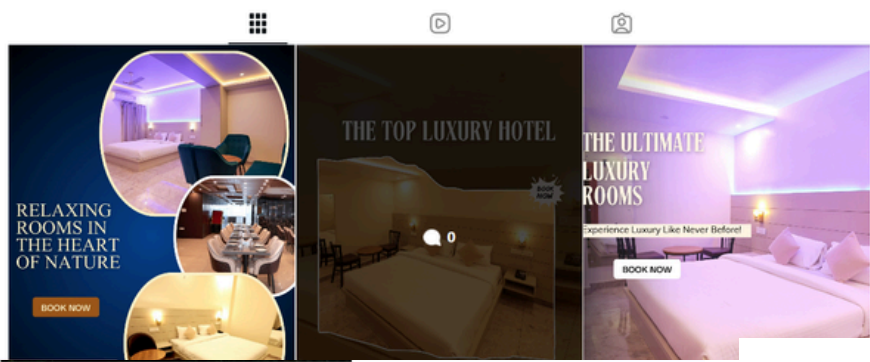 RELAXING
ROOMS IN
THE HEART
OF NATURE
BOOK NOW
THE TOP LUXURY HOTEL
BOOK
NOW
0
THE ULTIMATE
LUXURY
ROOMS
Experience Luxury Like Never Before!
BOOK NOW